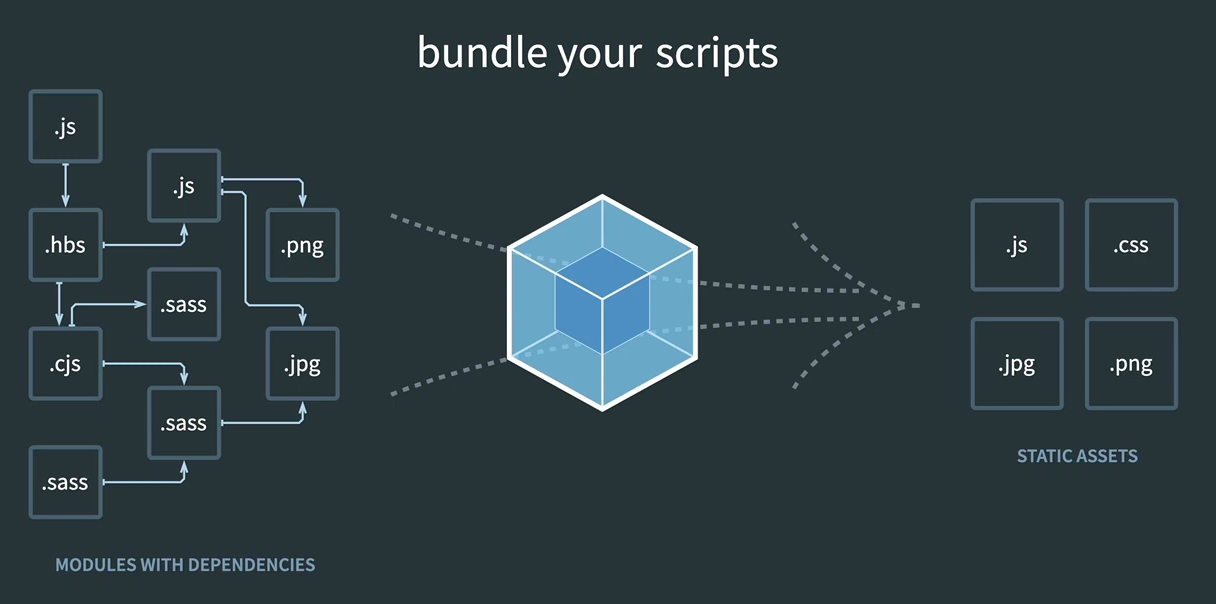 bundle your scripts
.js
.js
.hbs
.png
.sass
.cjs
.jpg
.sass
.sass
MODULES WITH DEPENDENCIES
.js
.css
.jpg
.png
STATIC ASSETS